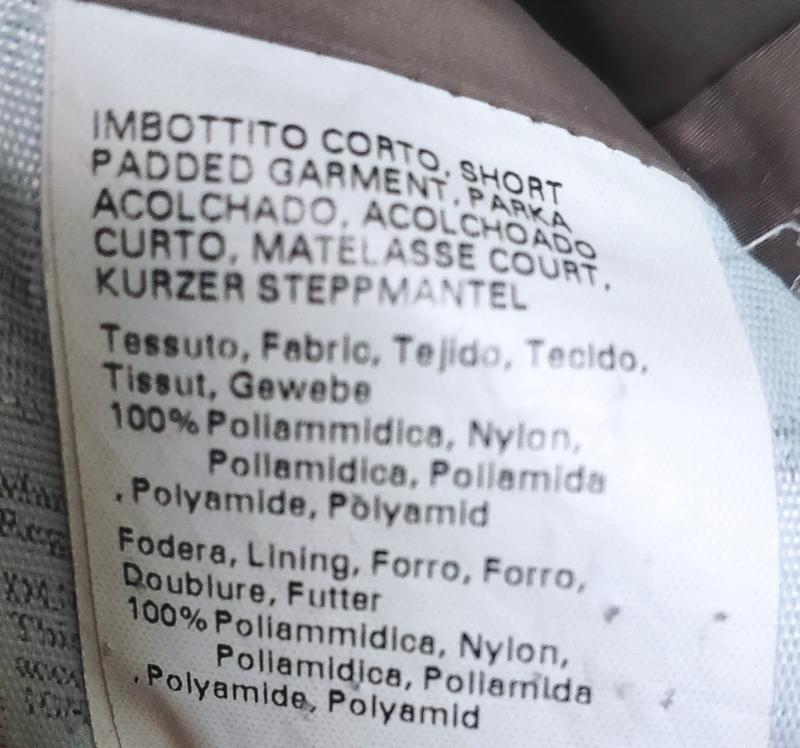 IMBOTTITO CORTO, SHORT
PADDED GARMENT, PARKA
ACOLCHADO, ACOLCHOADO
CURTO, MATELASSE COURT,
KURZER STEPPMANTEL
Tessuto, Fabric, Tejido, Tecido,
Tissut, Gewebe
100% Poliammidica, Nylon,
Poliamidica, Poliamida
, Polyamide, Polyamid
Fodera, Lining, Forro, Forro,
Doublure, Futter
100% Poliammidica, Nylon,
Poliamidica, Poliamida
, Polyamide, Polyamid